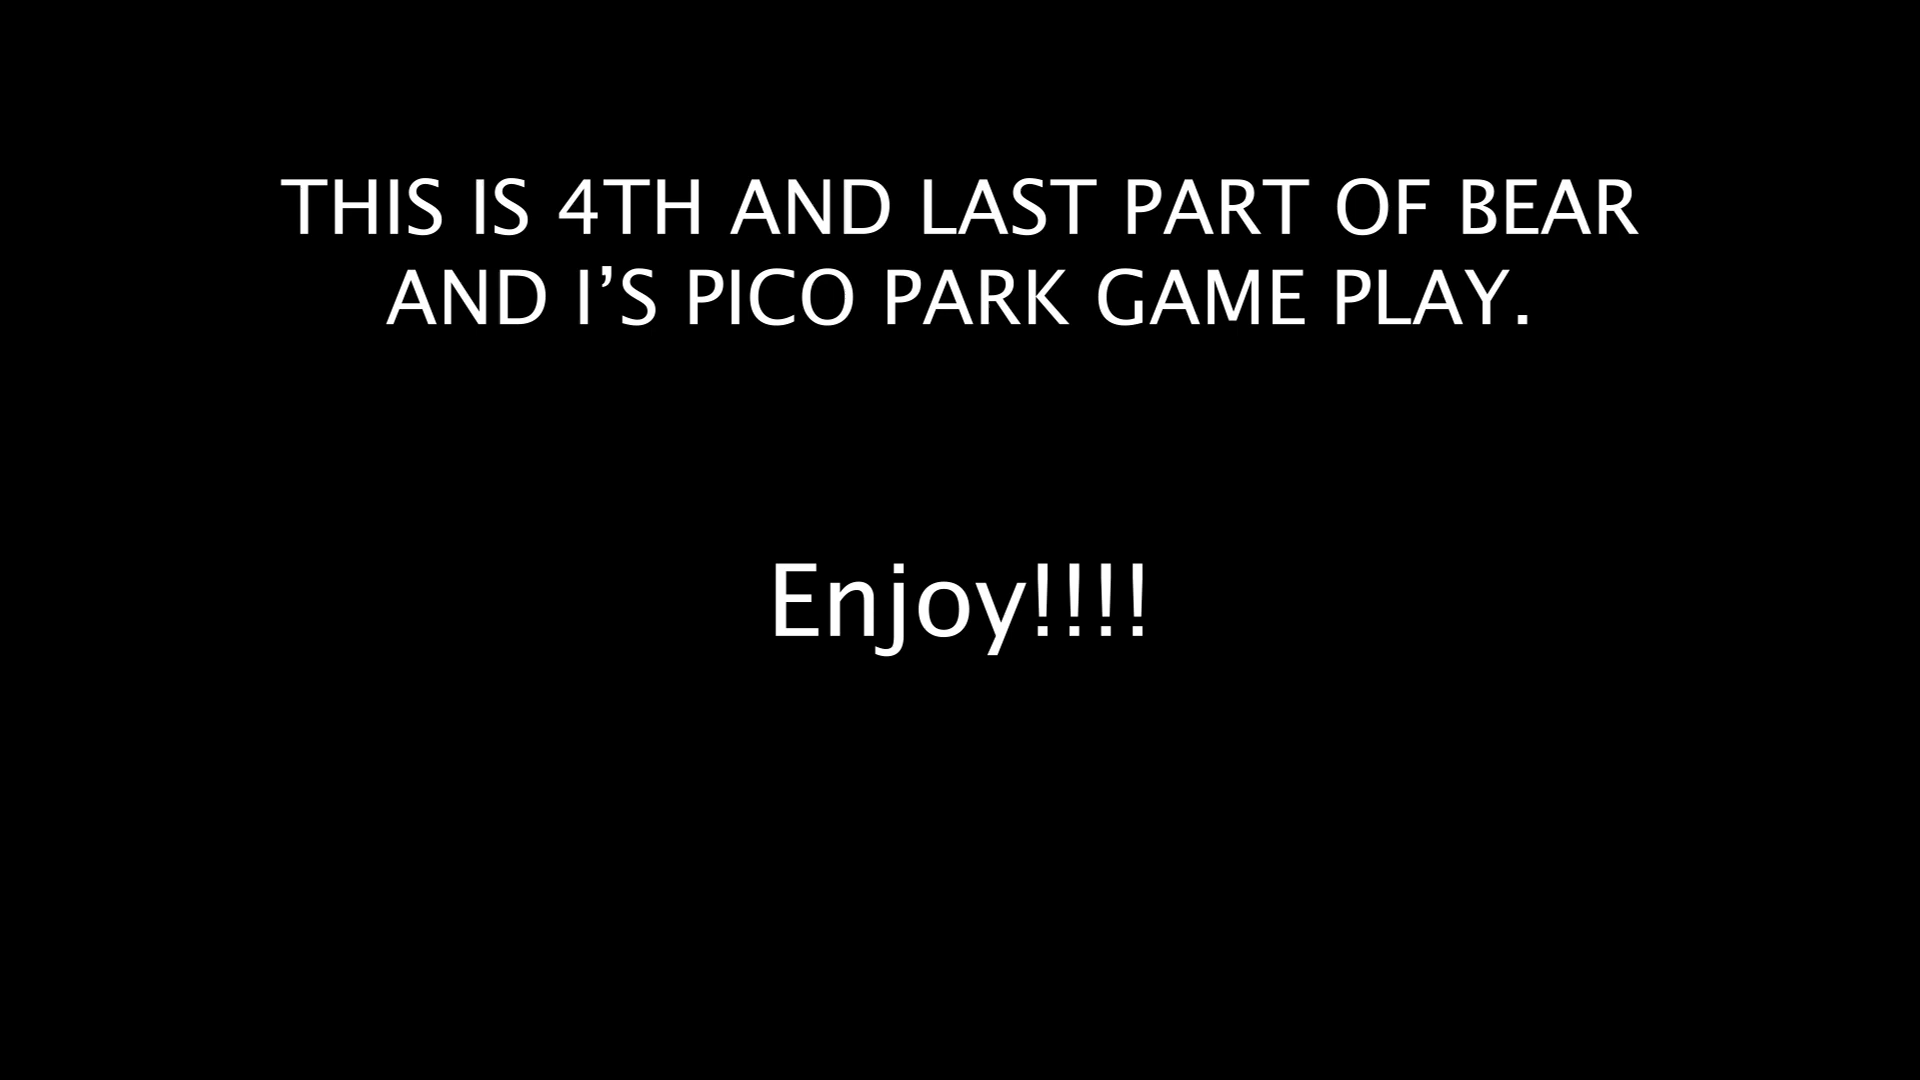 THIS IS 4TH AND LAST PART OF BEAR
AND I’S PICO PARK GAME PLAY.
Enjoy!!!!